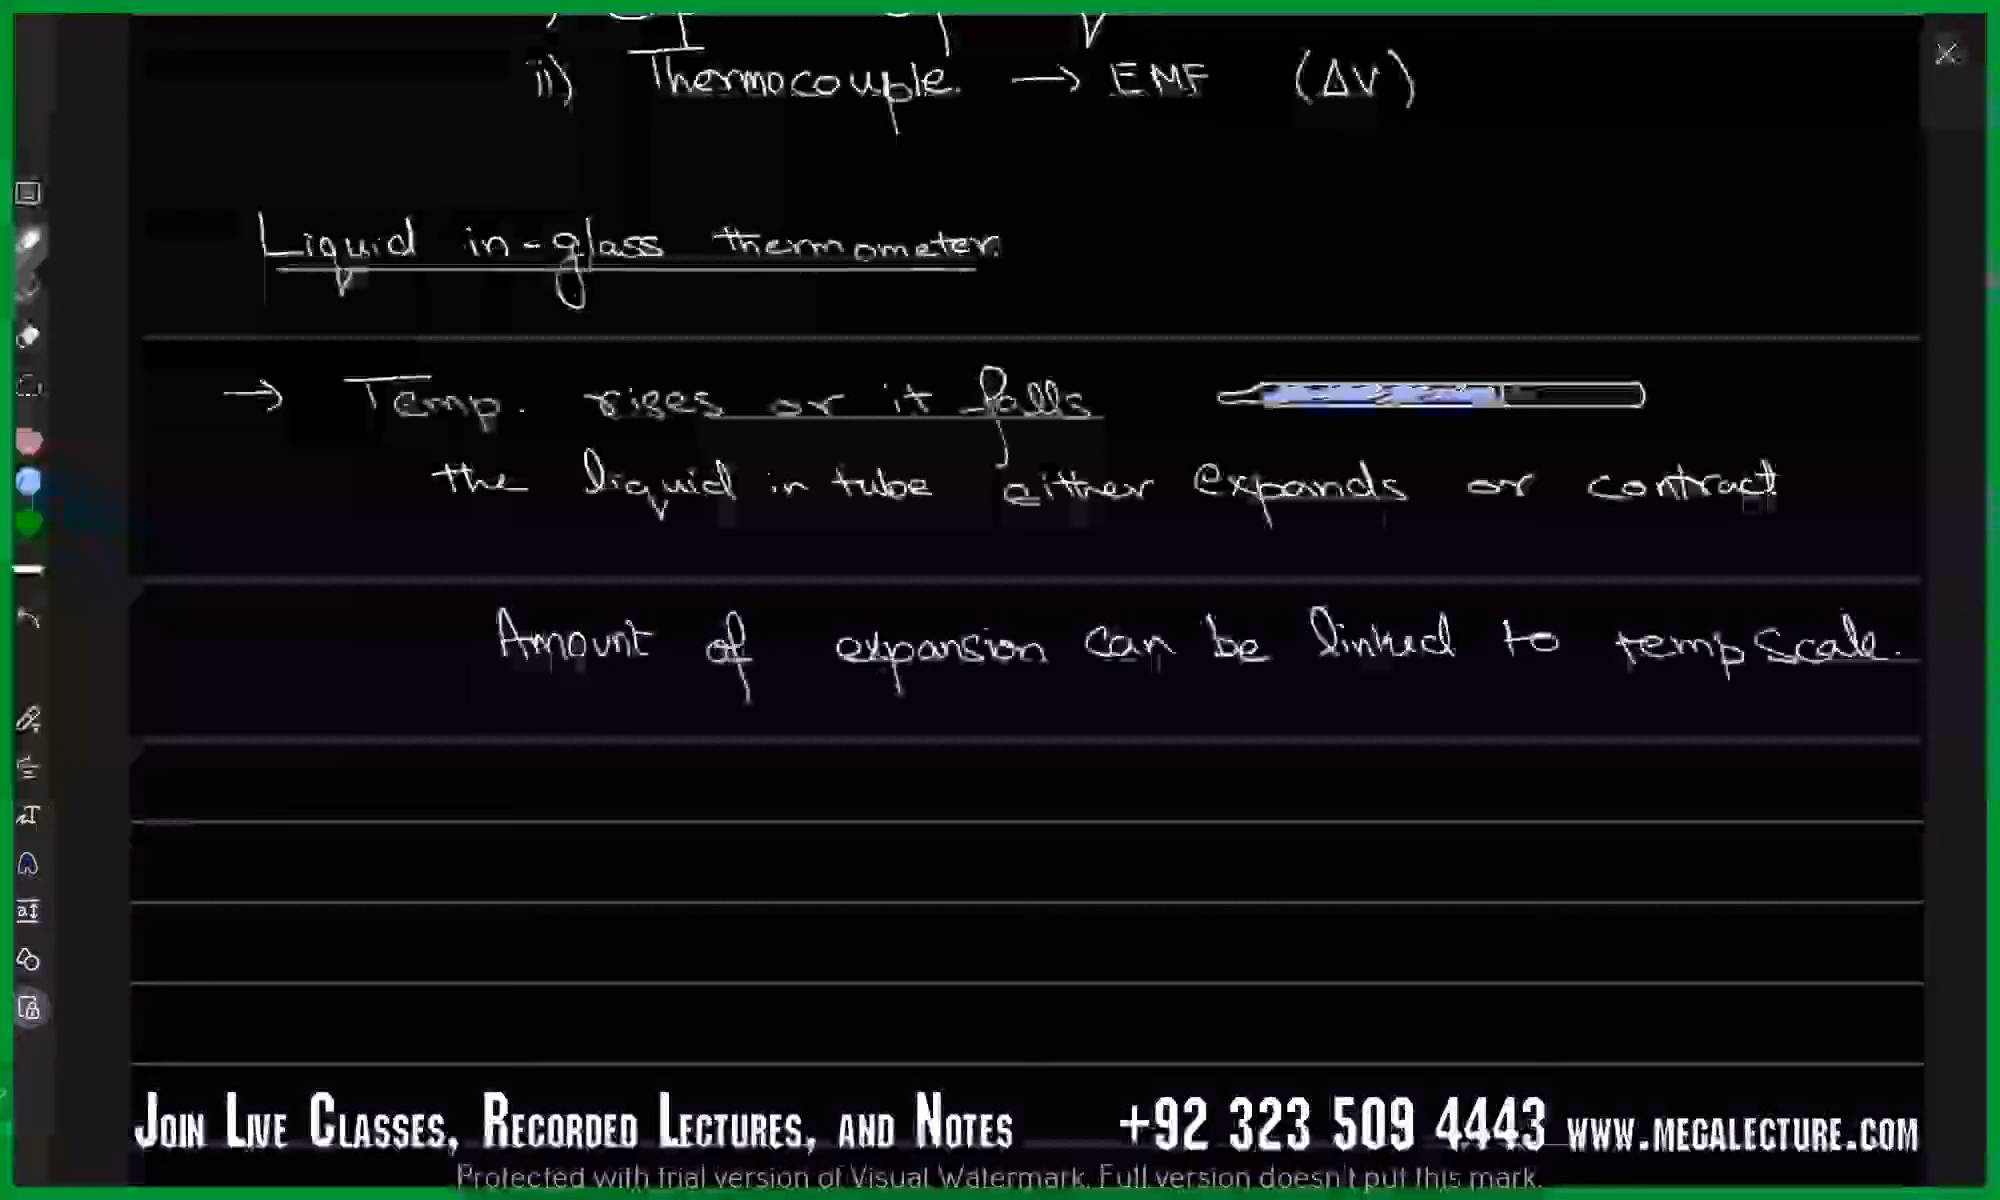 ii) Thermocouple → EMF (ΔV)
Liquid in-glass thermometer
→ Temp. rises or it falls
the liquid in tube either expands or contract
Amount of expansion can be linked to temp scale.
JOIN LIVE CLASSES, RECORDED LECTURES, AND NOTES +92 323 509 4443 WWW.MEGALECTURE.COM
Protected with trial version of Visual Watermark. Full version doesn't put this mark.